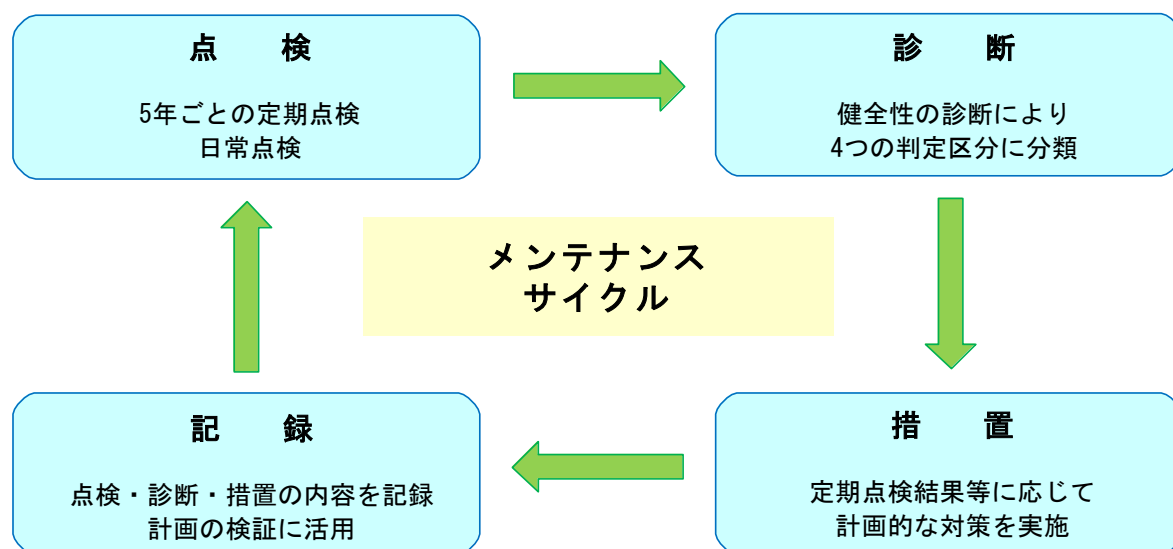 点　検
5年ごとの定期点検
日常点検
診　断
健全性の診断により
4つの判定区分に分類
メンテナンス
サイクル
記　録
点検・診断・措置の内容を記録
計画の検証に活用
措　置
定期点検結果等に応じて
計画的な対策を実施